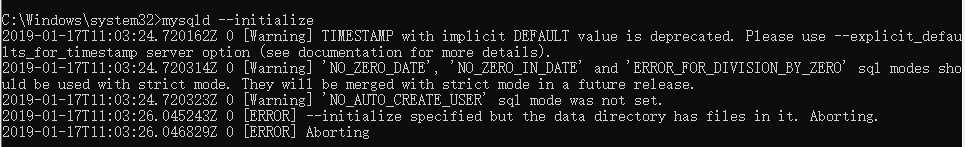 C:\Windows\system32>mysqld --initialize
2019-01-17T11:03:24.720162Z 0 [Warning] TIMESTAMP with implicit DEFAULT value is deprecated. Please use --explicit_defau
lts_for_timestamp server option (see documentation for more details).
2019-01-17T11:03:24.720314Z 0 [Warning] 'NO_ZERO_DATE', 'NO_ZERO_IN_DATE' and 'ERROR_FOR_DIVISION_BY_ZERO' sql modes sho
uld be used with strict mode. They will be merged with strict mode in a future release.
2019-01-17T11:03:24.720323Z 0 [Warning] 'NO_AUTO_CREATE_USER' sql mode was not set.
2019-01-17T11:03:26.045243Z 0 [ERROR] --initialize specified but the data directory has files in it. Aborting.
2019-01-17T11:03:26.046829Z 0 [ERROR] Aborting